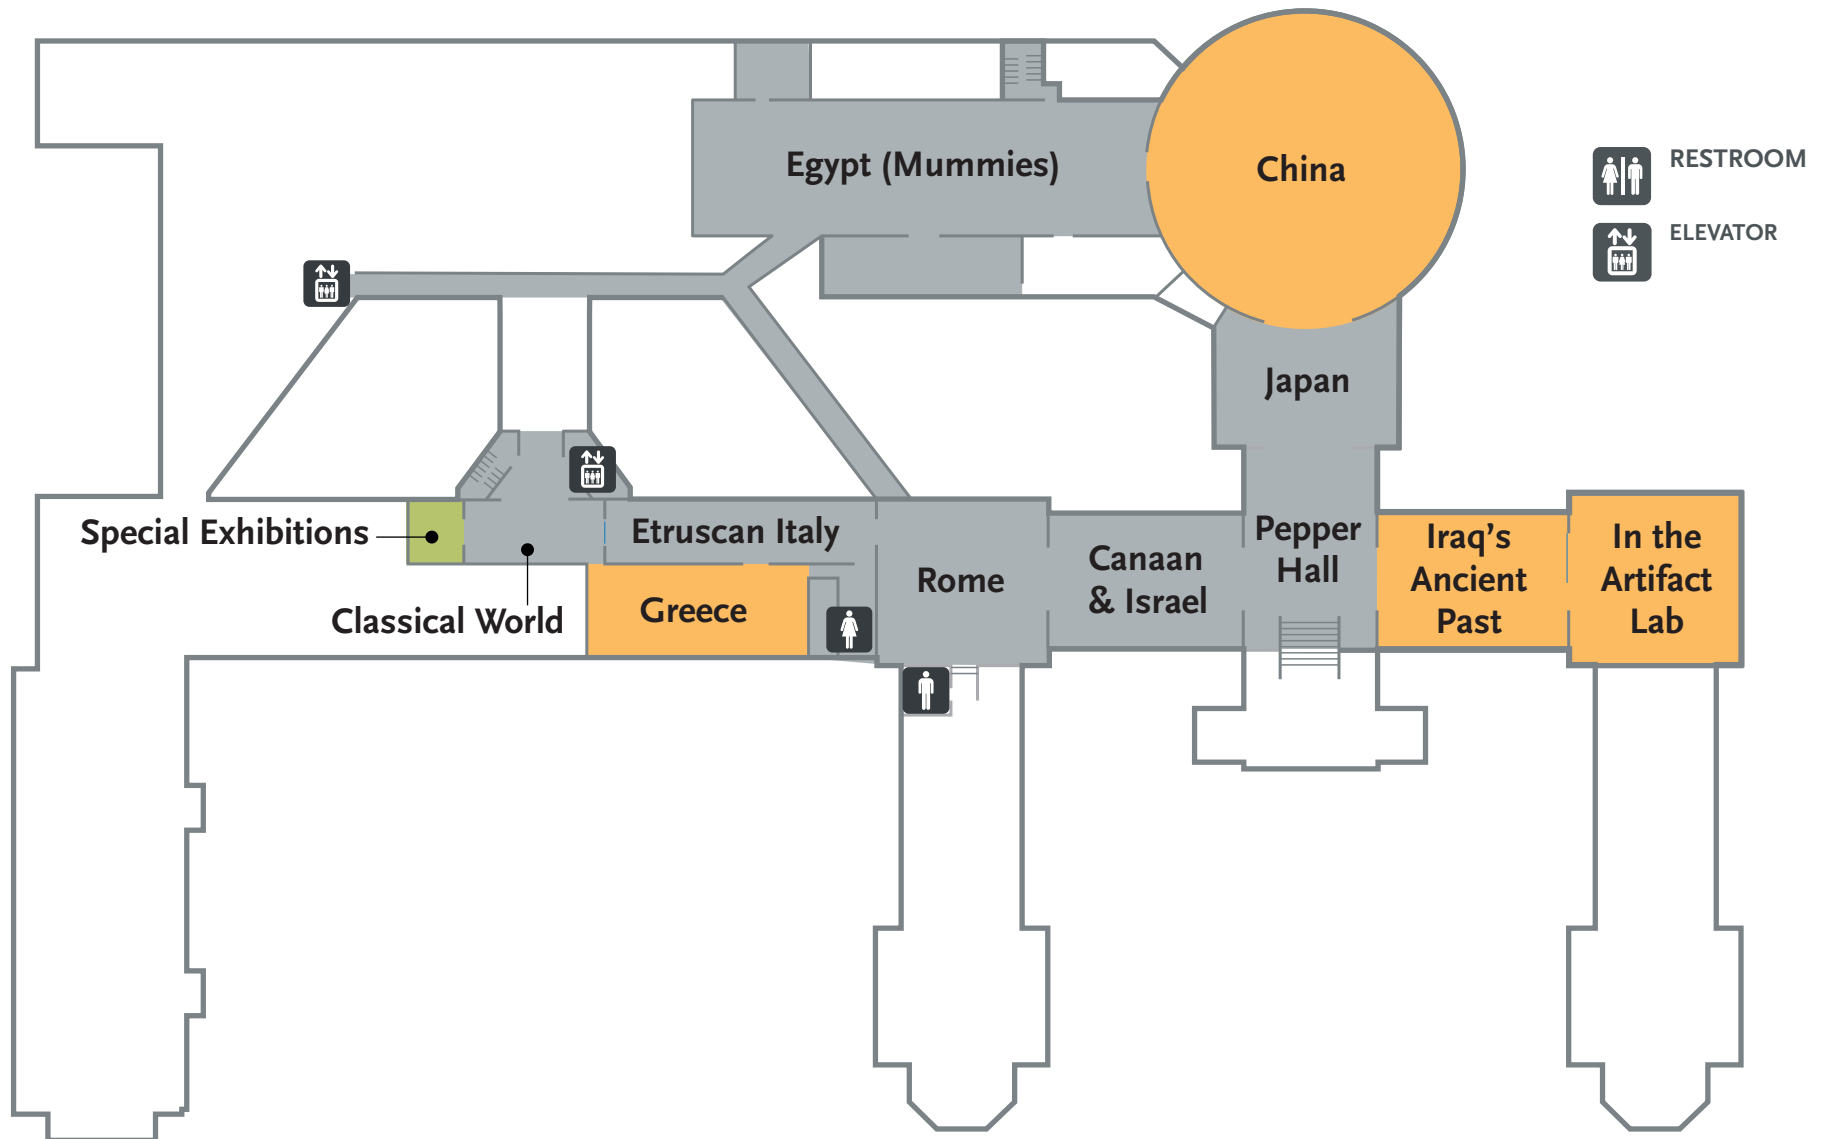 Egypt (Mummies)
China
RESTROOM
ELEVATOR
Japan
Special Exhibitions
Etruscan Italy
Classical World
Greece
Rome
Canaan
& Israel
Pepper
Hall
Iraq's
Ancient
Past
In the
Artifact
Lab